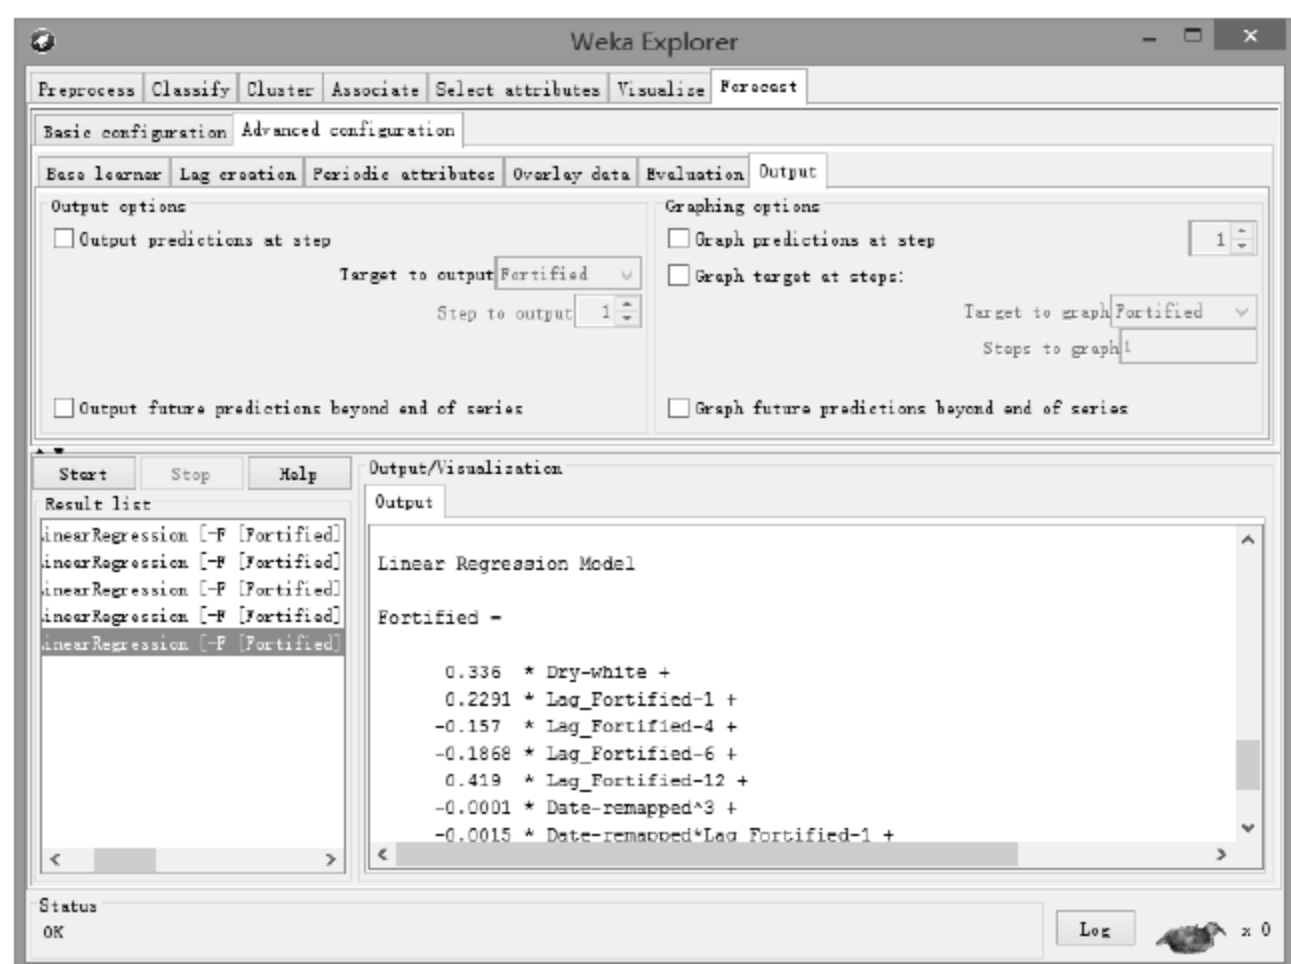 Weka Explorer
Preprocess Classify Cluster Associate Select attributes Visualize Forecast
Basic configuration Advanced configuration
Base learner Lag creation Periodic attributes Overlay data Evaluation Output
Output options
Output predictions at step
Target to output Fortified
Step to output 1
Output future predictions beyond end of series
Graphing options
Graph predictions at step 1
Graph target at steps:
Target to graph Fortified
Steps to graph 1
Graph future predictions beyond end of series
Start Stop Help
Result list
inearRegression [-F [Fortified]
inearRegression [-F [Fortified]
inearRegression [-F [Fortified]
inearRegression [-F [Fortified]
inearRegression [-F [Fortified]
Output/Visualization
Output
Linear Regression Model
Fortified =
0.336 * Dry-white +
0.2291 * Lag_Fortified-1 +
-0.157 * Lag_Fortified-4 +
-0.1868 * Lag_Fortified-6 +
0.419 * Lag_Fortified-12 +
-0.0001 * Date-remapped^3 +
-0.0015 * Date-remapped*Lag_Fortified-1 +
Status
OK
Log
x 0